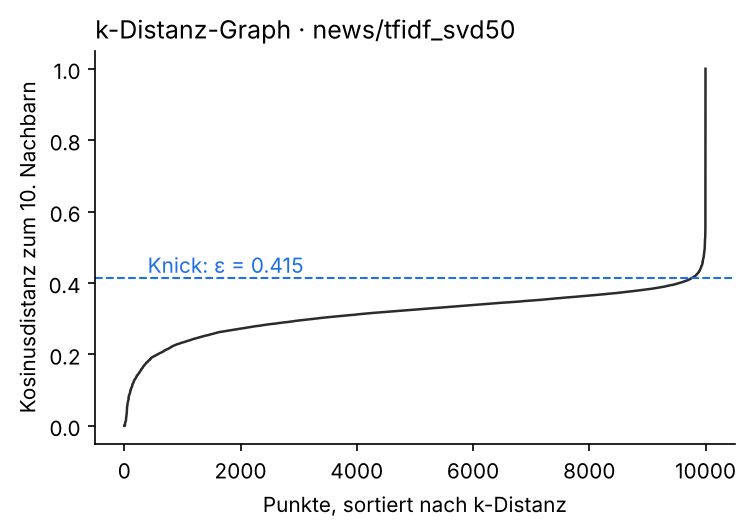 k-Distanz-Graph · news/tfidf_svd50
Kosinusdistanz zum 10. Nachbarn
1.0
0.8
0.6
0.4
0.2
0.0
Knick: ε = 0.415
0 2000 4000 6000 8000 10000
Punkte, sortiert nach k-Distanz